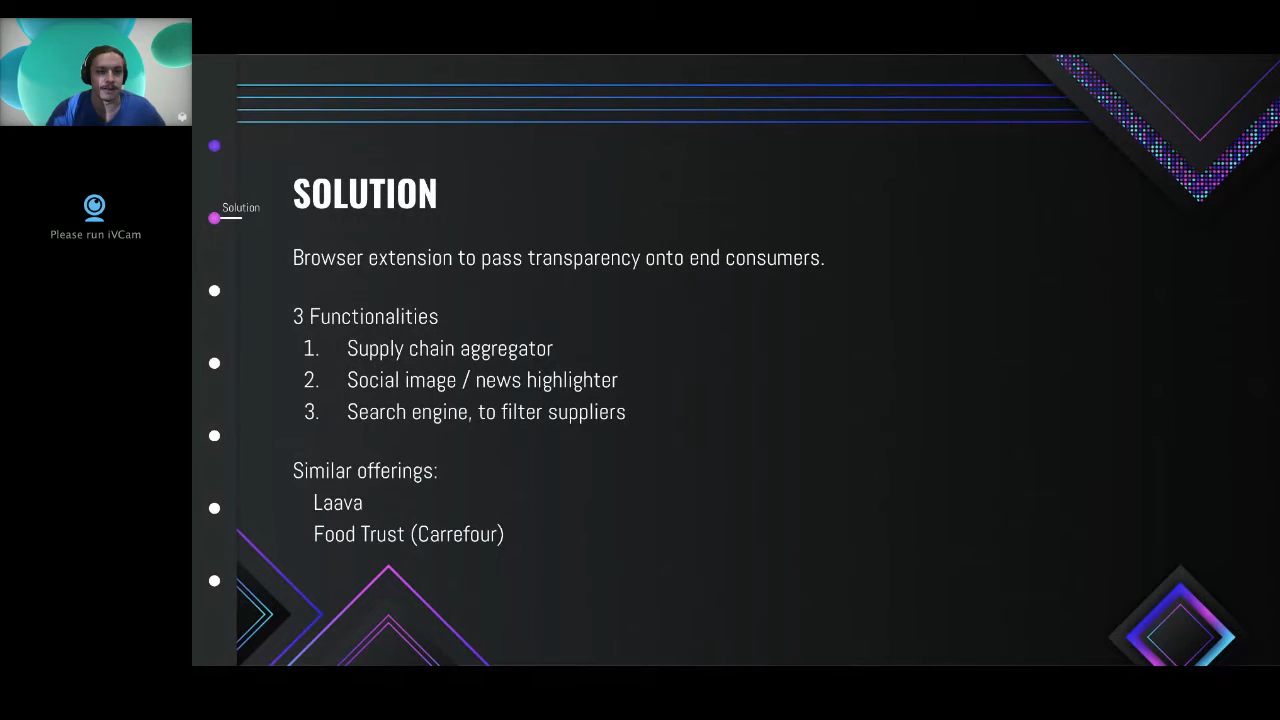 Please run iVCam
Solution
SOLUTION
Browser extension to pass transparency onto end consumers.
3 Functionalities
1. Supply chain aggregator
2. Social image / news highlighter
3. Search engine, to filter suppliers
Similar offerings:
Laava
Food Trust (Carrefour)